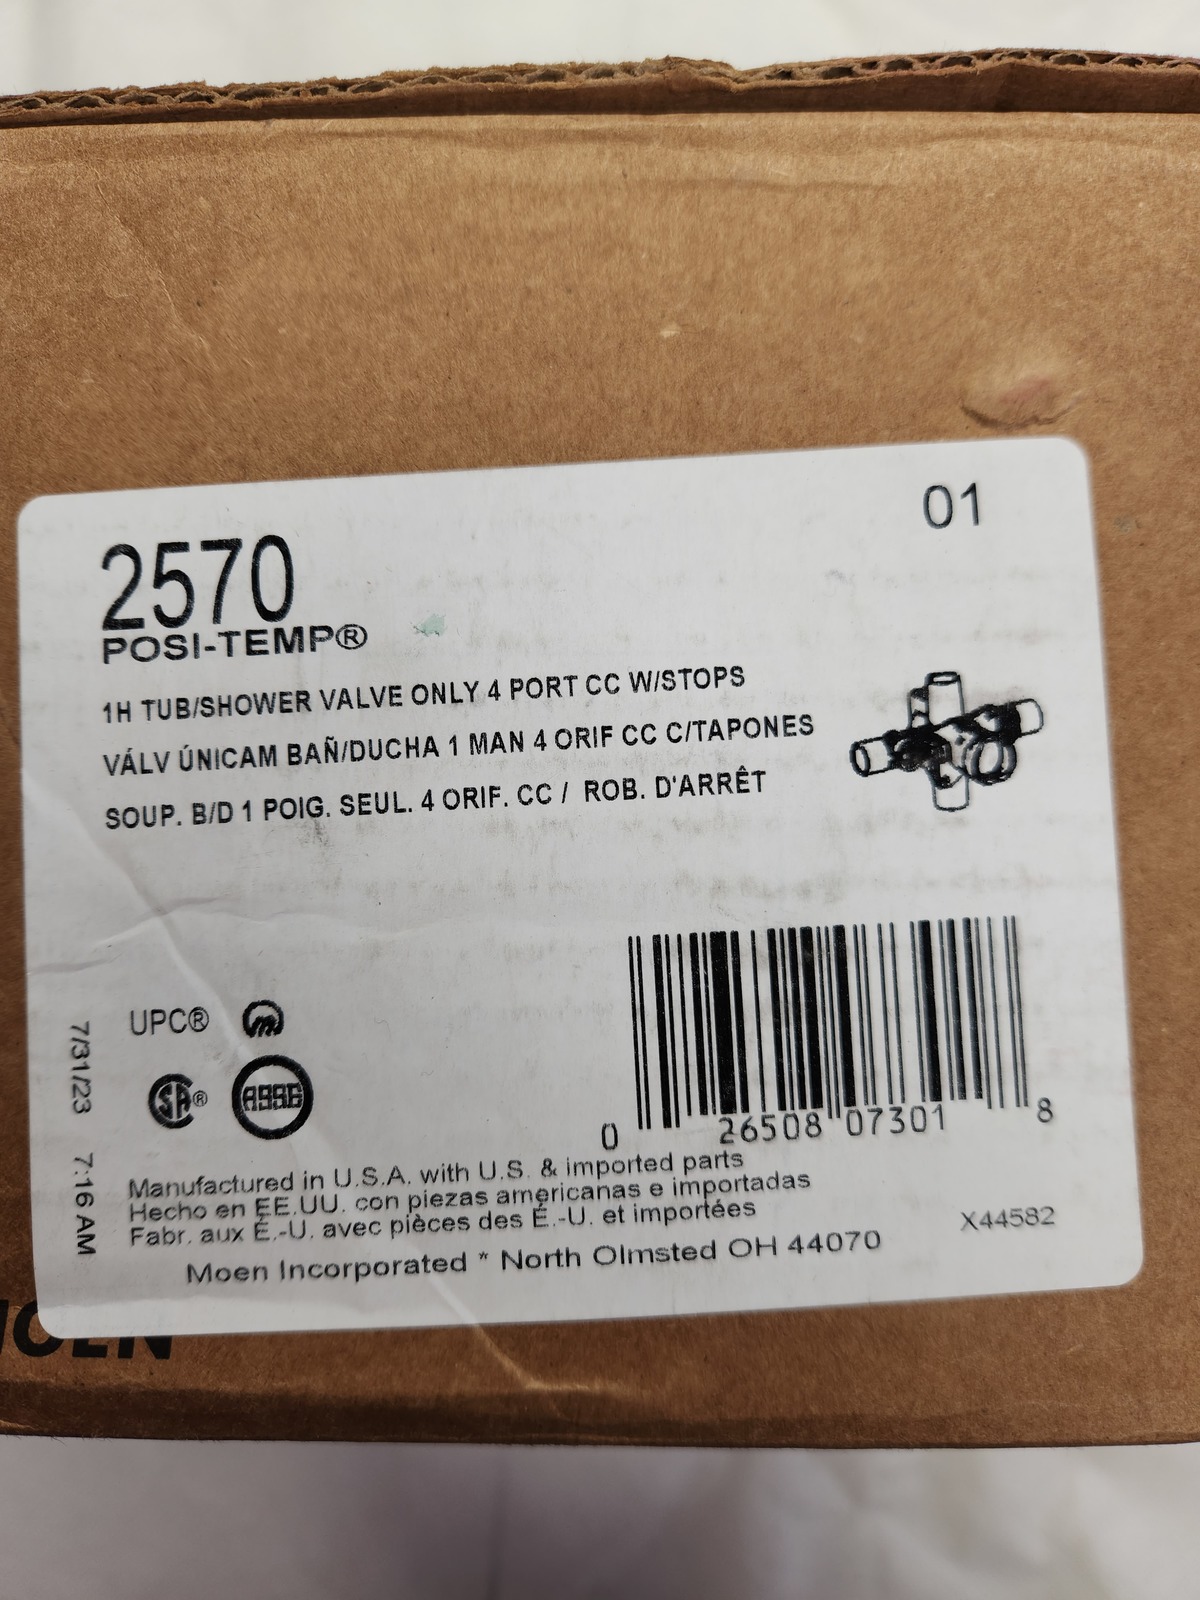 01
2570
POSI-TEMP®
1H TUB/SHOWER VALVE ONLY 4 PORT CC W/STOPS
VÁLV ÚNICAM BAÑ/DUCHA 1 MAN 4 ORIF CC C/TAPONES
SOUP. B/D 1 POIG. SEUL. 4 ORIF. CC / ROB. D'ARRÊT
UPC®
SA®
ASSE
7/31/23 7:16 AM
0 26508 07301 8
Manufactured in U.S.A. with U.S. & imported parts
Hecho en EE.UU. con piezas americanas e importadas
Fabr. aux É.-U. avec pièces des É.-U. et importées
X44582
Moen Incorporated * North Olmsted OH 44070
MOEN